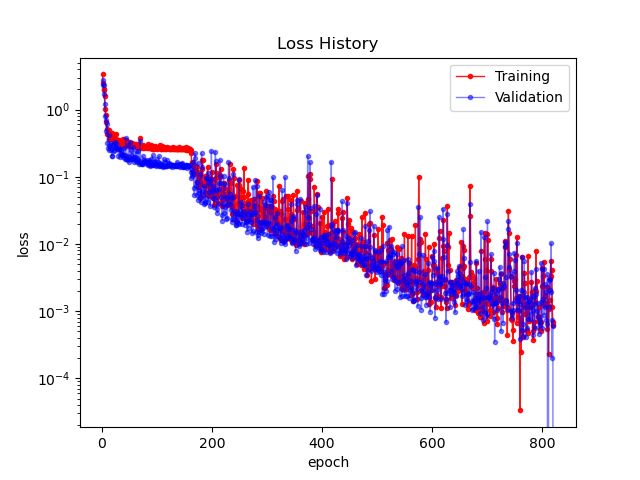 Loss History
Training
Validation
10⁰
10⁻¹
10⁻²
10⁻³
10⁻⁴
loss
0 200 400 600 800
epoch